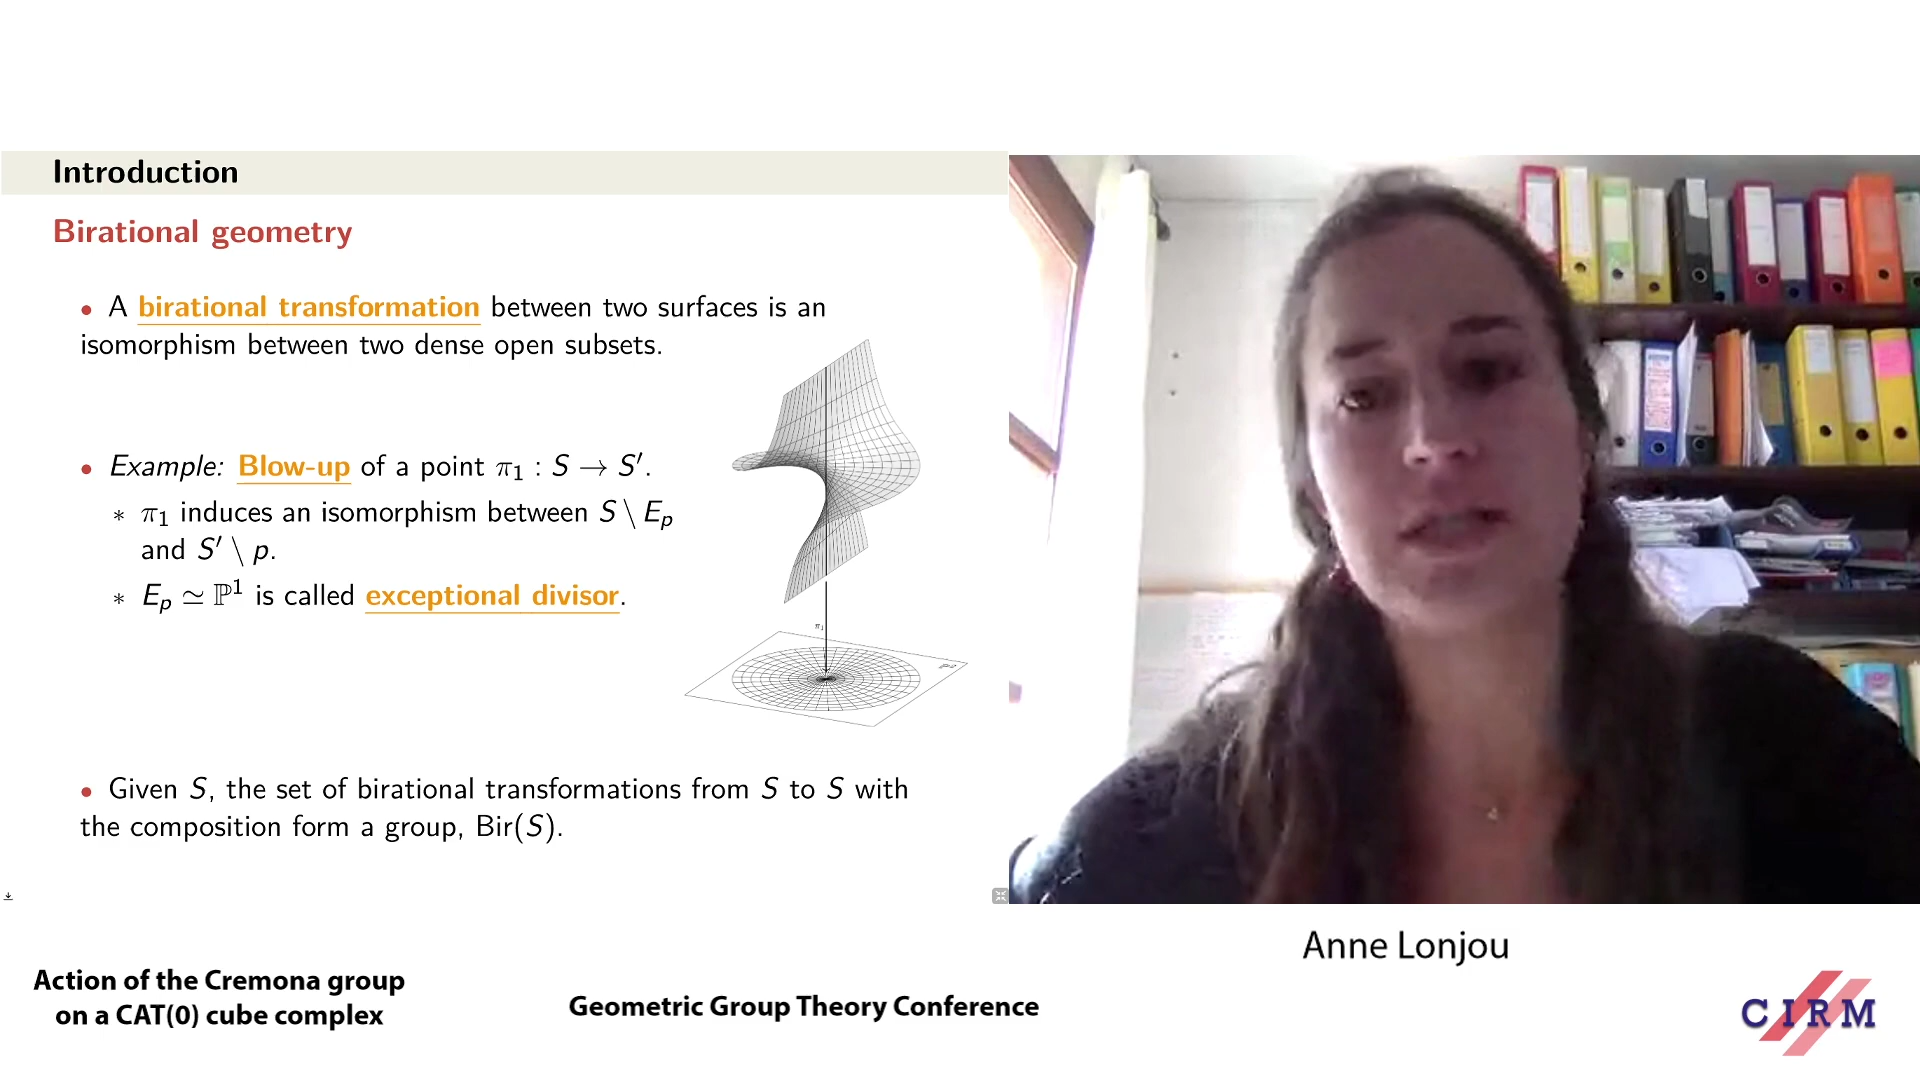 Introduction
Birational geometry
• A birational transformation between two surfaces is an
isomorphism between two dense open subsets.
• Example: Blow-up of a point π₁ : S → S′.
∗ π₁ induces an isomorphism between S \ Eₚ
and S′ \ p.
∗ Eₚ ≃ ℙ¹ is called exceptional divisor.
π₁
ℙ²
• Given S, the set of birational transformations from S to S with
the composition form a group, Bir(S).
Anne Lonjou
Action of the Cremona group
on a CAT(0) cube complex
Geometric Group Theory Conference
CIRM